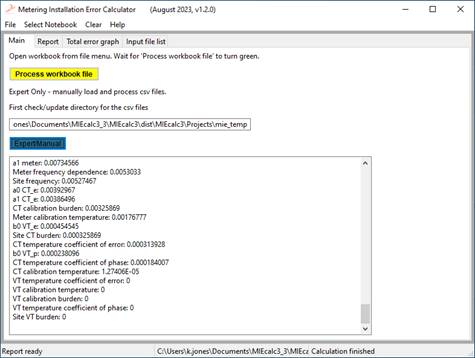 Metering Installation Error Calculator (August 2023, v1.2.0)
File Select Notebook Clear Help
Main Report Total error graph Input file list
Open workbook from file menu. Wait for 'Process workbook file' to turn green.
Process workbook file
Expert Only - manually load and process csv files.
First check/update directory for the csv files
ones\Documents\MIEcalc3_3\MIEcalc3\dist\MIEcalc3\Projects\mie_temp
ExpertManual
a1 meter: 0.00734566
Meter frequency dependence: 0.0053033
Site frequency: 0.00527467
a0 CT_e: 0.00392967
a1 CT_e: 0.00386496
CT calibration burden: 0.00325869
Meter calibration temperature: 0.00176777
b0 VT_e: 0.000454545
Site CT burden: 0.000325869
CT temperature coefficient of error: 0.000313928
b0 VT_p: 0.000238096
CT temperature coefficient of phase: 0.000184007
CT calibration temperature: 1.27406E-05
VT temperature coefficient of error: 0
VT calibration temperature: 0
VT calibration burden: 0
VT temperature coefficient of phase: 0
Site VT burden: 0
Report ready C:\Users\k.jones\Documents\MIEcalc3_3\MIEcz Calculation finished